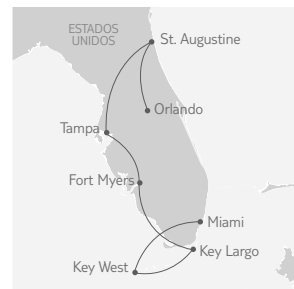 ESTADOS
UNIDOS
St. Augustine
Orlando
Tampa
Fort Myers
Miami
Key Largo
Key West